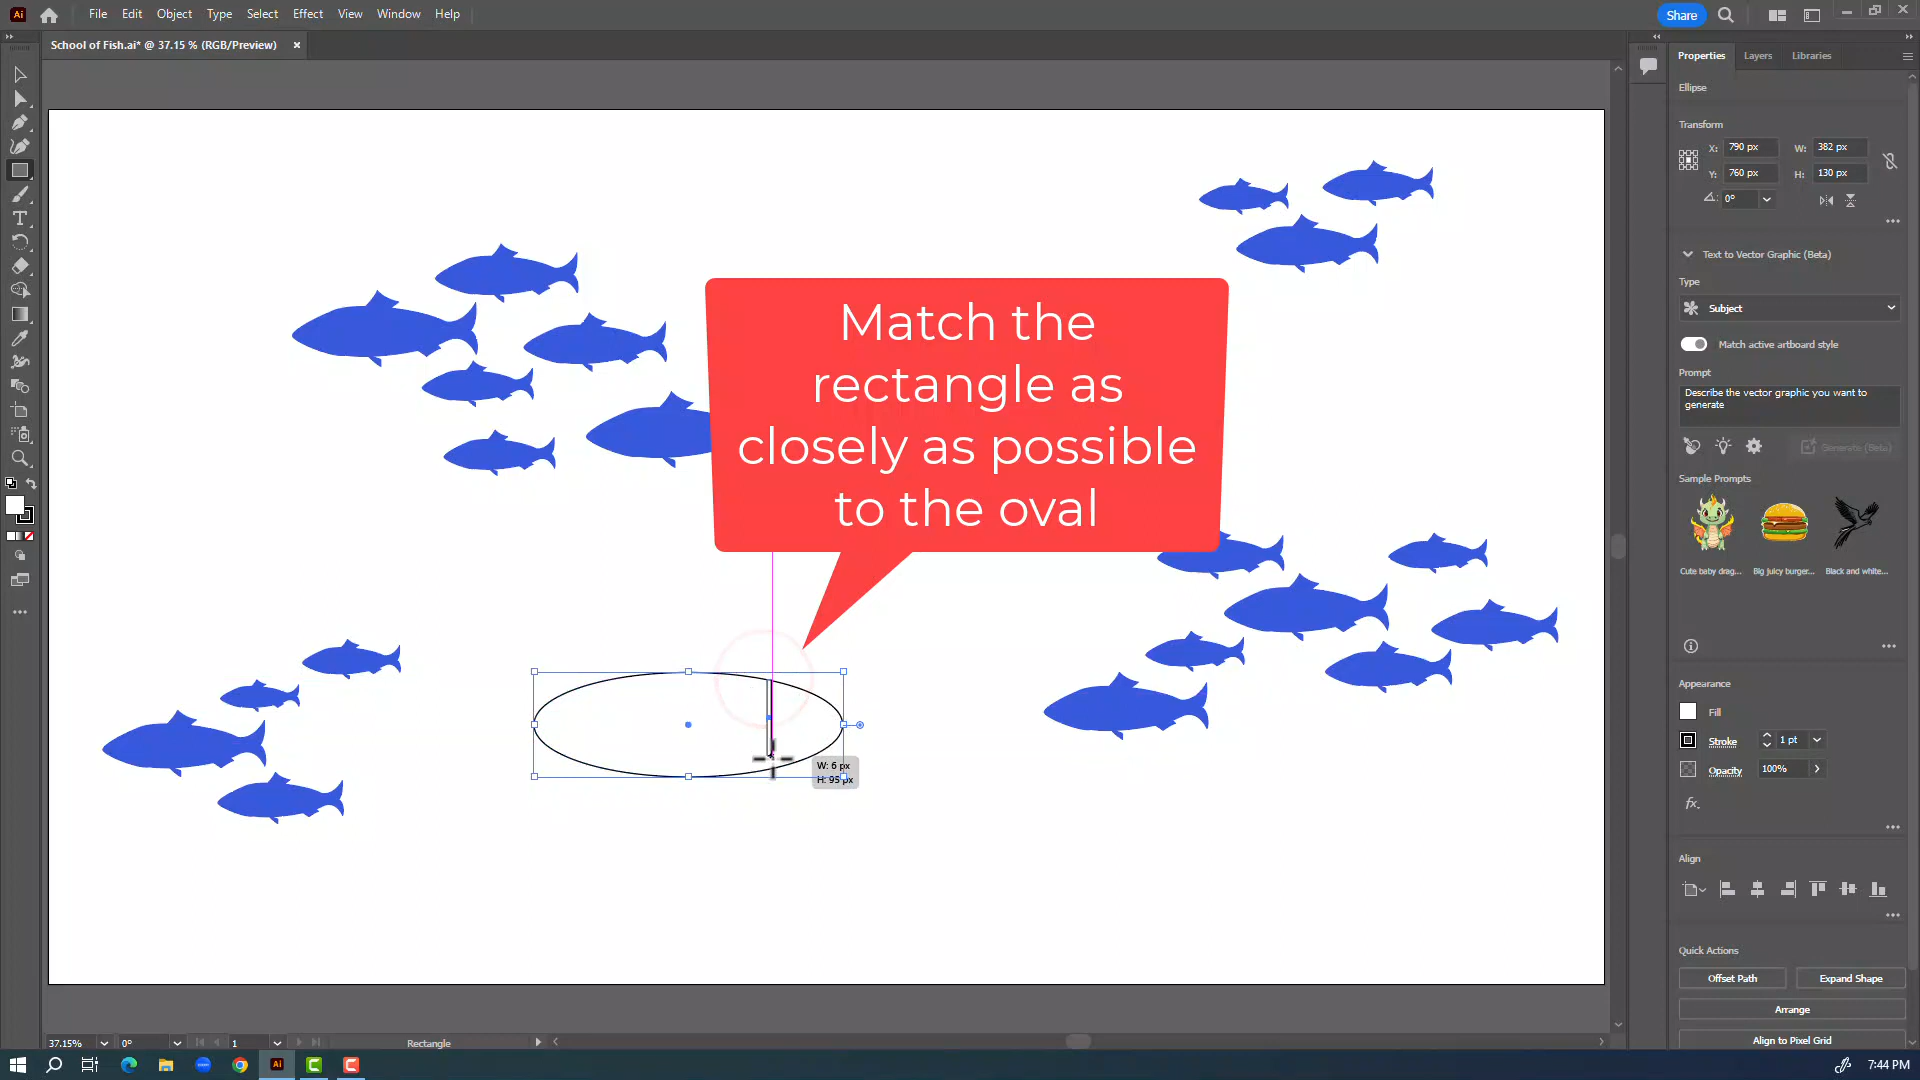 Ai
File Edit Object Type Select Effect View Window Help
Share
School of Fish.ai* @ 37.15 % (RGB/Preview) ×
Properties Layers Libraries
Ellipse
Transform
X: 790 px W: 382 px
Y: 760 px H: 130 px
0°
Text to Vector Graphic (Beta)
Type
Subject
Match active artboard style
Prompt
Describe the vector graphic you want to
generate
Generate (Beta)
Sample Prompts
Cute baby drag... Big juicy burger... Black and white...
Match the
rectangle as
closely as possible
to the oval
W: 6 px
H: 95 px
Appearance
Fill
Stroke 1 pt
Opacity 100%
fx.
Align
Quick Actions
Offset Path Expand Shape
Arrange
Align to Pixel Grid
37.15% 0° 1 Rectangle
Ai
7:44 PM